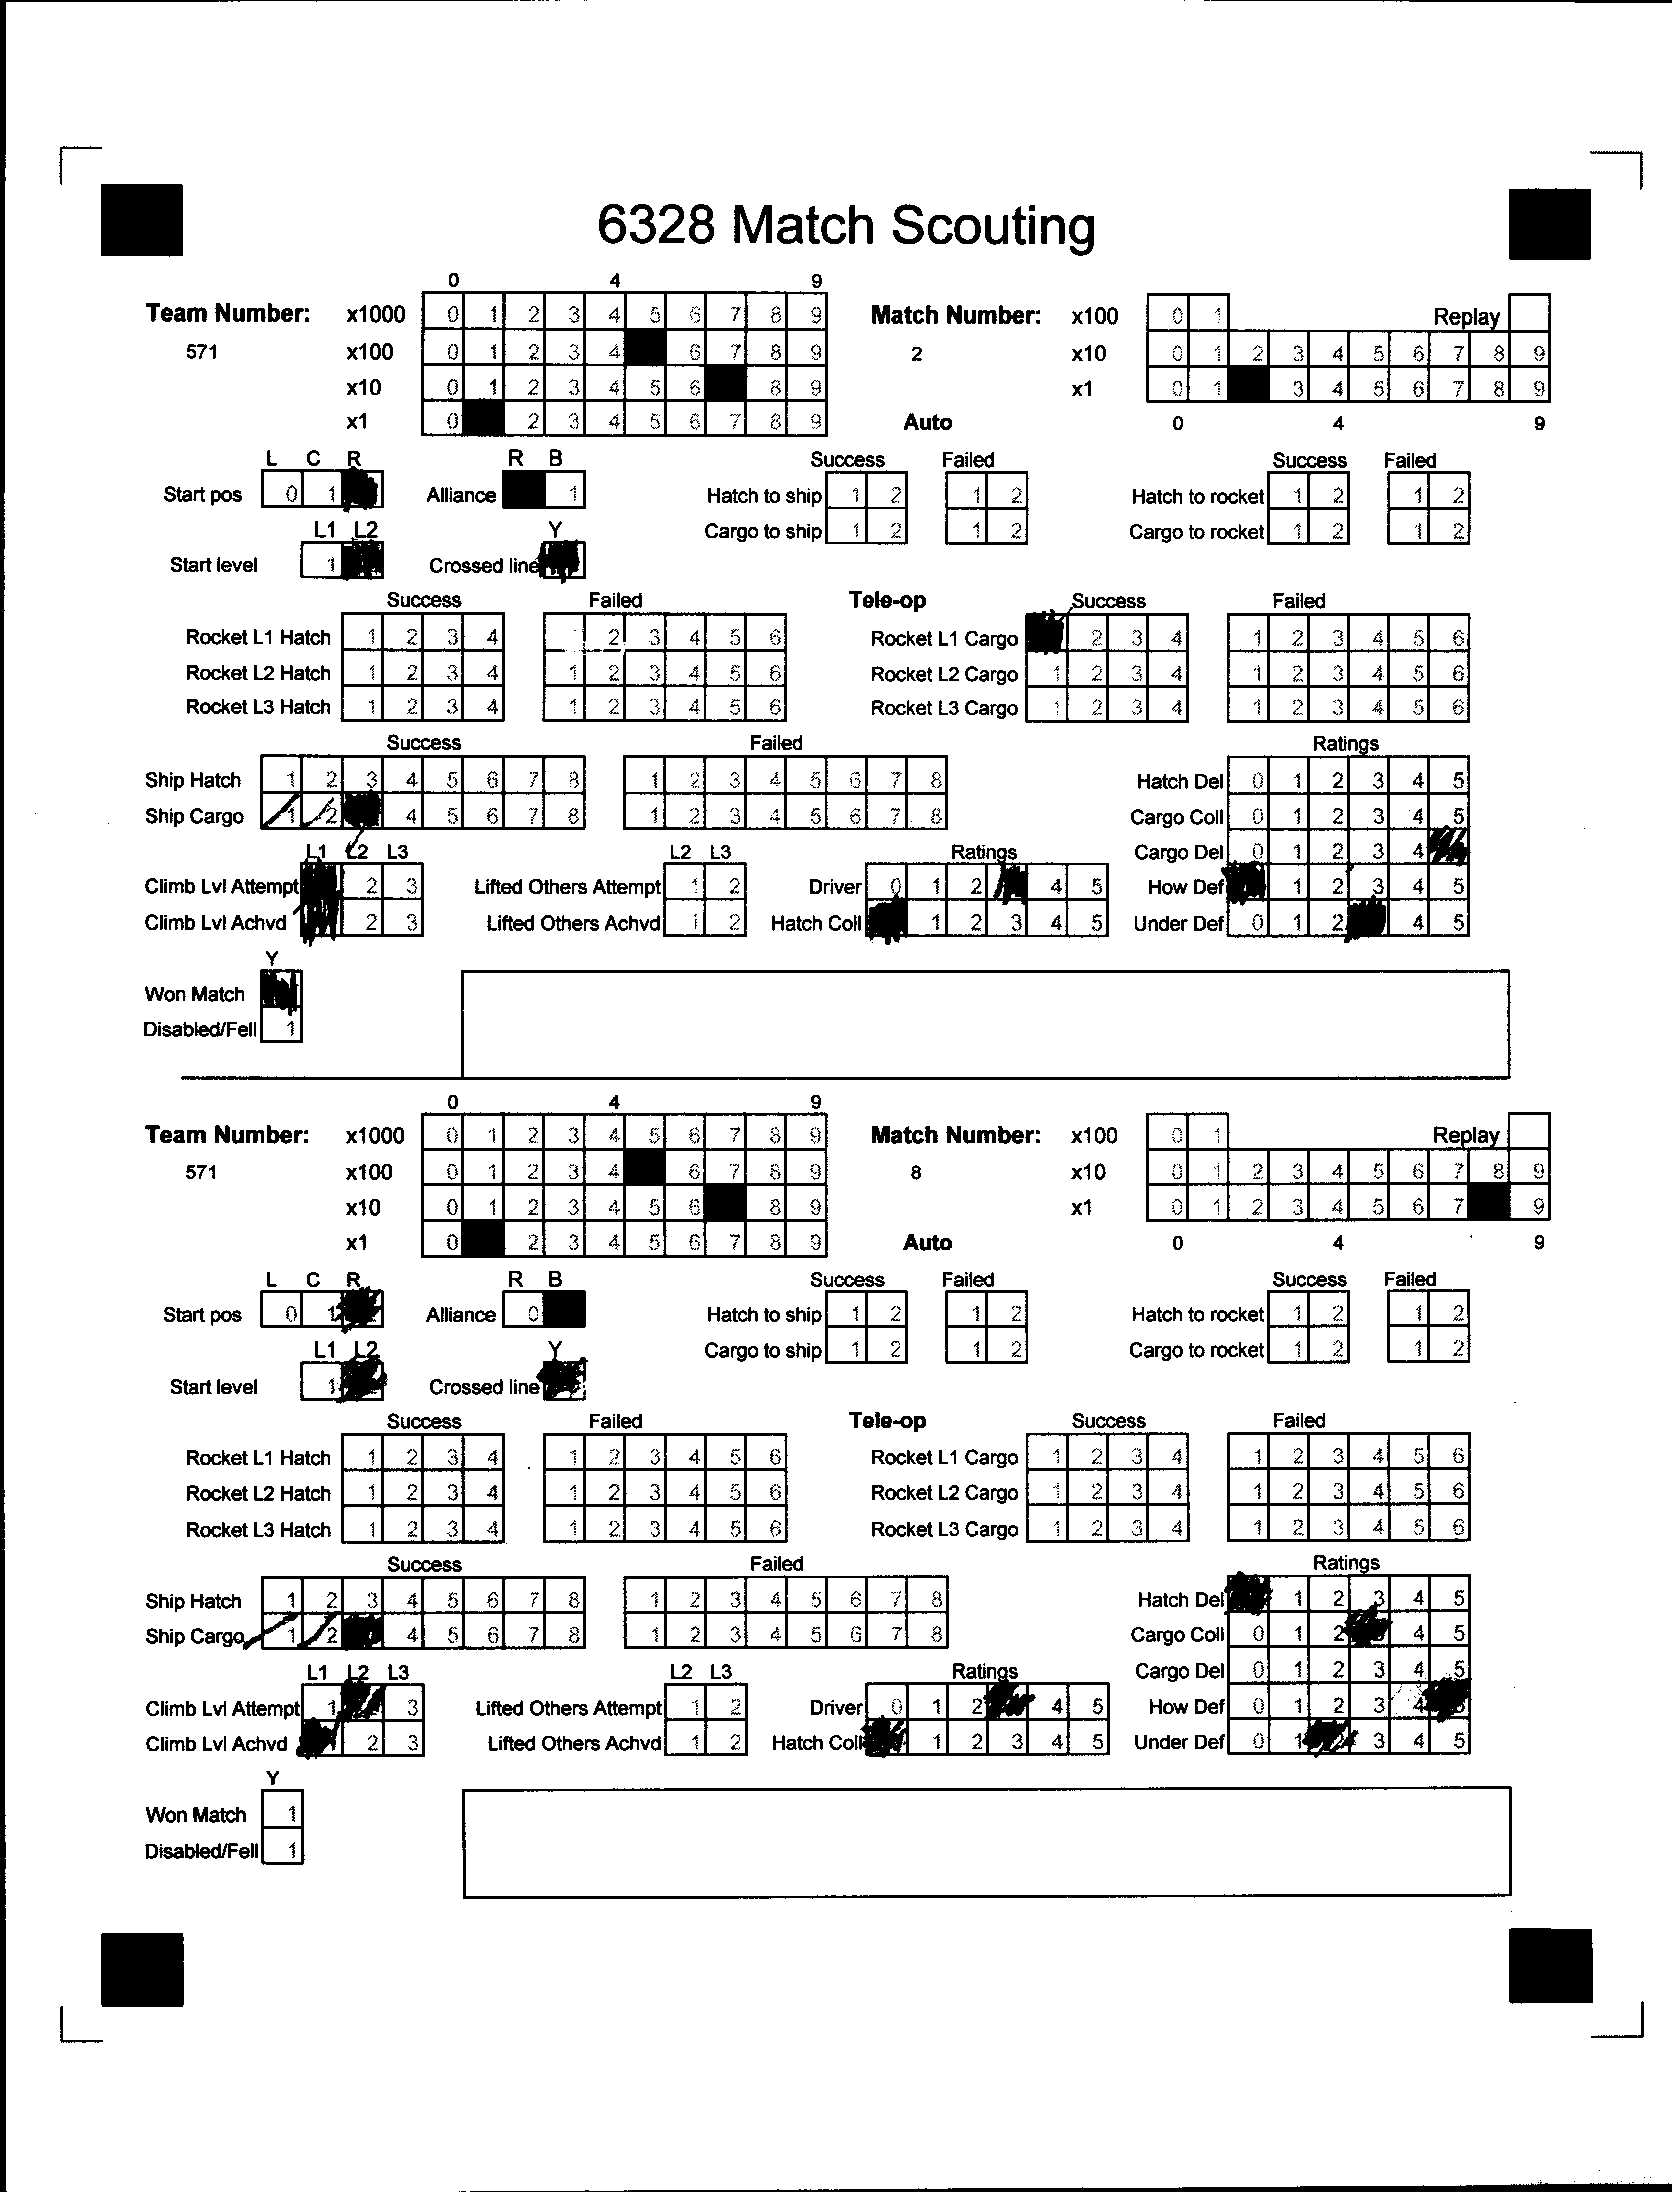 6328 Match Scouting
0 4 9
Team Number: x1000 0 1 2 3 4 5 6 7 8 9 Match Number: x100 0 1 Replay
571 x100 0 1 2 3 4 6 7 8 9 2 x10 0 1 2 3 4 5 6 7 8 9
x10 0 1 2 3 4 5 6 8 9 x1 0 1 3 4 5 6 7 8 9
x1 0 2 3 4 5 6 7 8 9 Auto 0 4 9
L C R R B Success Failed Success Failed
Start pos 0 1 Alliance 1 Hatch to ship 1 2 1 2 Hatch to rocket 1 2 1 2
L1 L2 Y Cargo to ship 1 2 1 2 Cargo to rocket 1 2 1 2
Start level 1 Crossed line
Success Failed Tele-op Success Failed
Rocket L1 Hatch 1 2 3 4 2 3 4 5 6 Rocket L1 Cargo 2 3 4 1 2 3 4 5 6
Rocket L2 Hatch 1 2 3 4 1 2 3 4 5 6 Rocket L2 Cargo 1 2 3 4 1 2 3 4 5 6
Rocket L3 Hatch 1 2 3 4 1 2 3 4 5 6 Rocket L3 Cargo 1 2 3 4 1 2 3 4 5 6
Success Failed Ratings
Ship Hatch 1 2 3 4 5 6 7 8 1 2 3 4 5 6 7 8 Hatch Del 0 1 2 3 4 5
Ship Cargo 1 2 4 5 6 7 8 1 2 3 4 5 6 7 8 Cargo Coll 0 1 2 3 4 5
L1 L2 L3 L2 L3 Ratings Cargo Del 0 1 2 3 4
Climb Lvl Attempt 2 3 Lifted Others Attempt 1 2 Driver 0 1 2 4 5 How Def 1 2 3 4 5
Climb Lvl Achvd 2 3 Lifted Others Achvd 1 2 Hatch Coll 1 2 3 4 5 Under Def 0 1 2 4 5
Y
Won Match
Disabled/Fell 1
0 4 9
Team Number: x1000 0 1 2 3 4 5 6 7 8 9 Match Number: x100 0 1 Replay
571 x100 0 1 2 3 4 6 7 8 9 8 x10 0 1 2 3 4 5 6 7 8 9
x10 0 1 2 3 4 5 6 8 9 x1 0 1 2 3 4 5 6 7 9
x1 0 2 3 4 5 6 7 8 9 Auto 0 4 9
L C R R B Success Failed Success Failed
Start pos 0 1 Alliance 0 Hatch to ship 1 2 1 2 Hatch to rocket 1 2 1 2
L1 L2 Y Cargo to ship 1 2 1 2 Cargo to rocket 1 2 1 2
Start level 1 Crossed line
Success Failed Tele-op Success Failed
Rocket L1 Hatch 1 2 3 4 1 2 3 4 5 6 Rocket L1 Cargo 1 2 3 4 1 2 3 4 5 6
Rocket L2 Hatch 1 2 3 4 1 2 3 4 5 6 Rocket L2 Cargo 1 2 3 4 1 2 3 4 5 6
Rocket L3 Hatch 1 2 3 4 1 2 3 4 5 6 Rocket L3 Cargo 1 2 3 4 1 2 3 4 5 6
Success Failed Ratings
Ship Hatch 1 2 3 4 5 6 7 8 1 2 3 4 5 6 7 8 Hatch Del 1 2 3 4 5
Ship Cargo 1 2 4 5 6 7 8 1 2 3 4 5 6 7 8 Cargo Coll 0 1 2 4 5
L1 L2 L3 L2 L3 Ratings Cargo Del 0 1 2 3 4 5
Climb Lvl Attempt 1 3 Lifted Others Attempt 1 2 Driver 0 1 2 4 5 How Def 0 1 2 3 4
Climb Lvl Achvd 2 3 Lifted Others Achvd 1 2 Hatch Coll 1 2 3 4 5 Under Def 0 1 3 4 5
Y
Won Match 1
Disabled/Fell 1